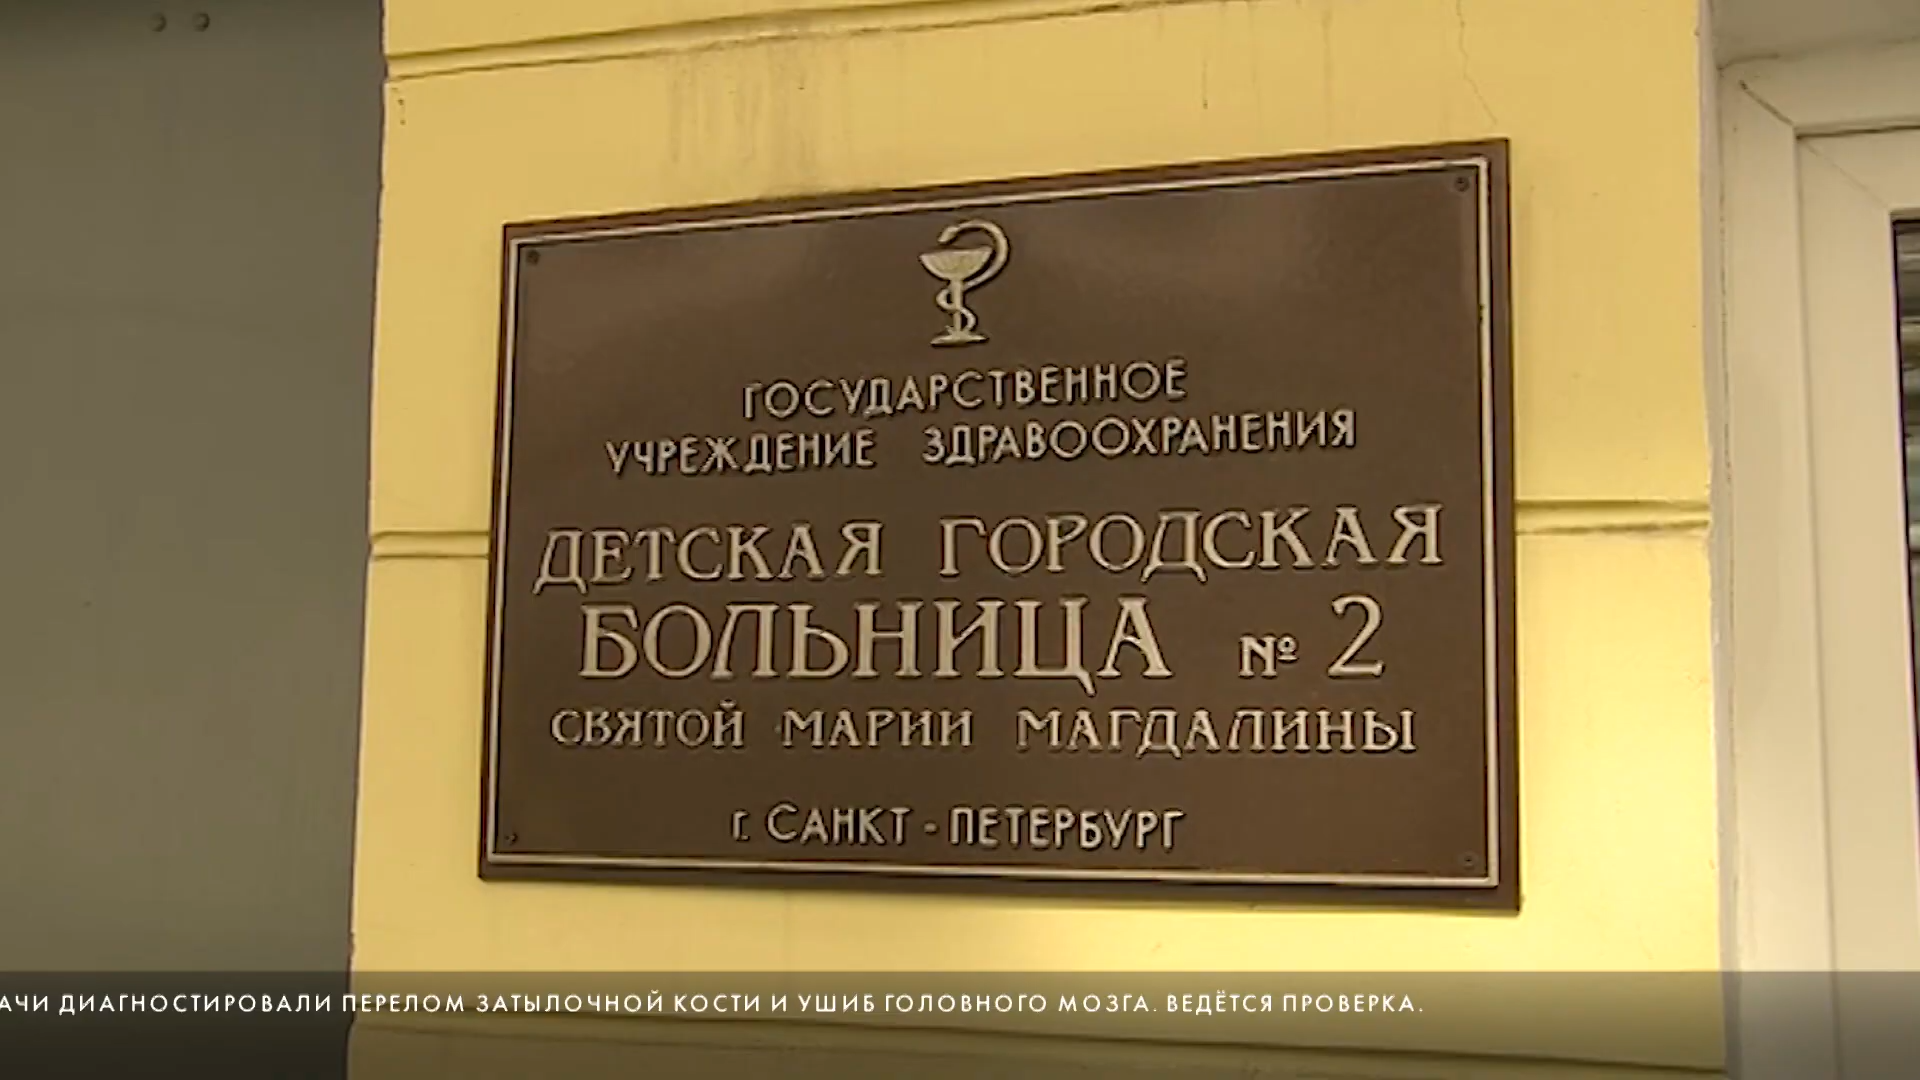 ГОСУДАРСТВЕННОЕ
УЧРЕЖДЕНИЕ ЗДРАВООХРАНЕНИЯ
ДЕТСКАЯ ГОРОДСКАЯ
БОЛЬНИЦА № 2
СВЯТОЙ МАРИИ МАГДАЛИНЫ
г. САНКТ - ПЕТЕРБУРГ
АЧИ ДИАГНОСТИРОВАЛИ ПЕРЕЛОМ ЗАТЫЛОЧНОЙ КОСТИ И УШИБ ГОЛОВНОГО МОЗГА. ВЕДЁТСЯ ПРОВЕРКА.